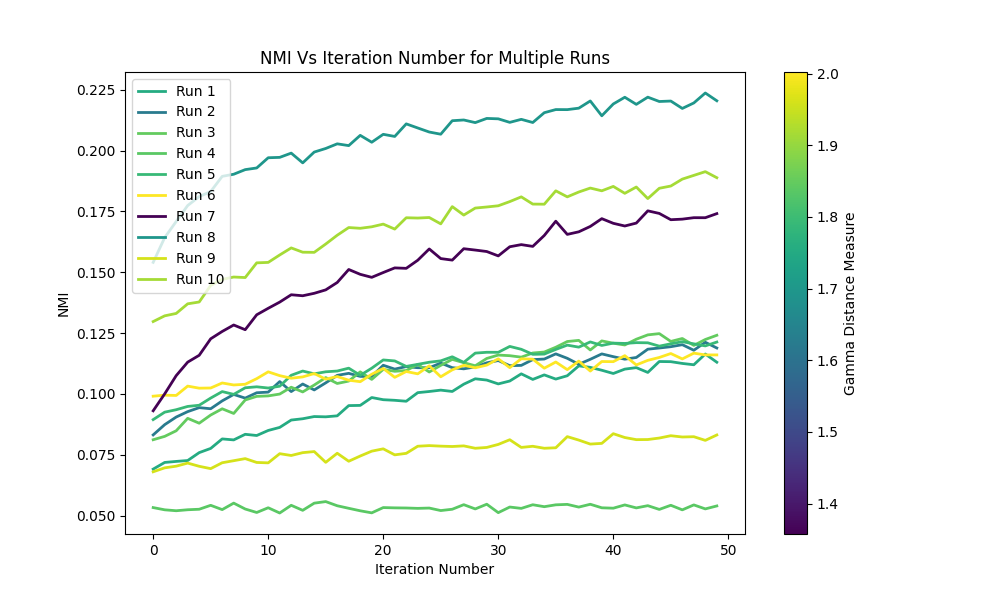 NMI Vs Iteration Number for Multiple Runs
NMI
0.225
0.200
0.175
0.150
0.125
0.100
0.075
0.050
Run 1
Run 2
Run 3
Run 4
Run 5
Run 6
Run 7
Run 8
Run 9
Run 10
0 10 20 30 40 50
Iteration Number
2.0
1.9
1.8
1.7
1.6
1.5
1.4
Gamma Distance Measure